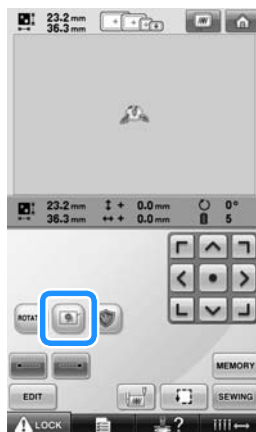 23.2 mm
36.3 mm
23.2 mm ↕ + 0.0 mm 0°
36.3 mm ↔ + 0.0 mm 5
ROTAT
MEMORY
EDIT
SEWING
LOCK
?